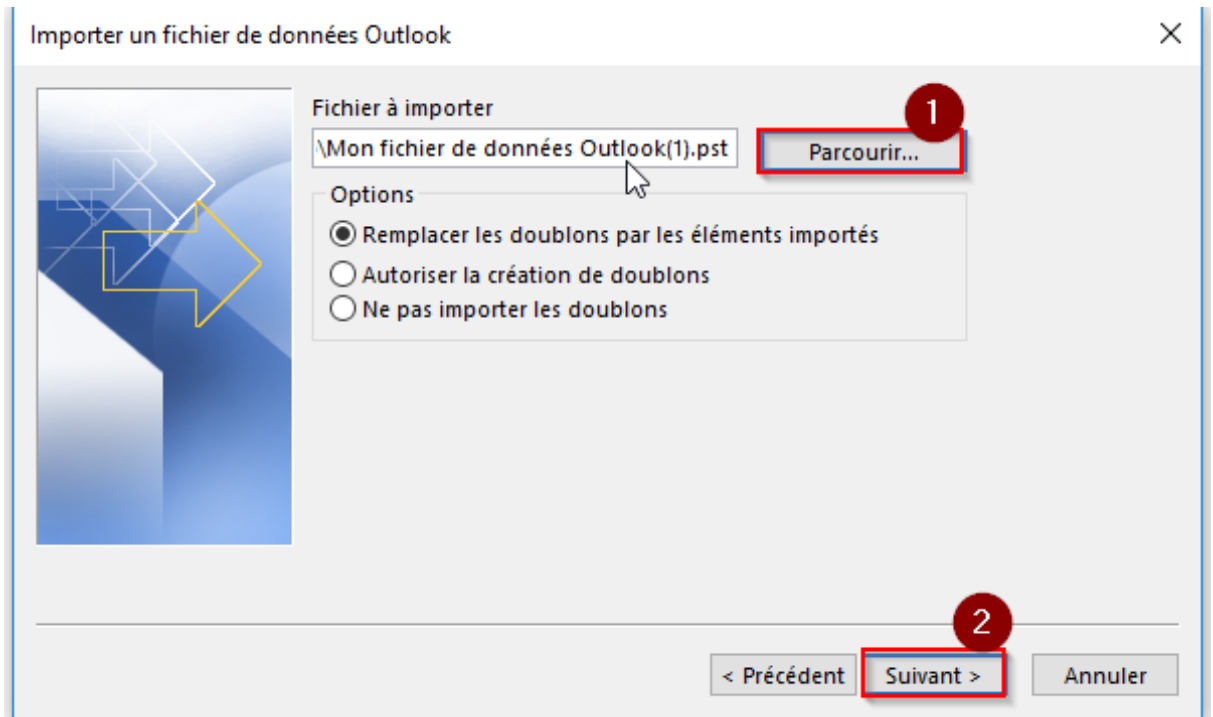 Importer un fichier de données Outlook
Fichier à importer
1
\Mon fichier de données Outlook(1).pst
Parcourir...
Options
Remplacer les doublons par les éléments importés
Autoriser la création de doublons
Ne pas importer les doublons
2
< Précédent
Suivant >
Annuler